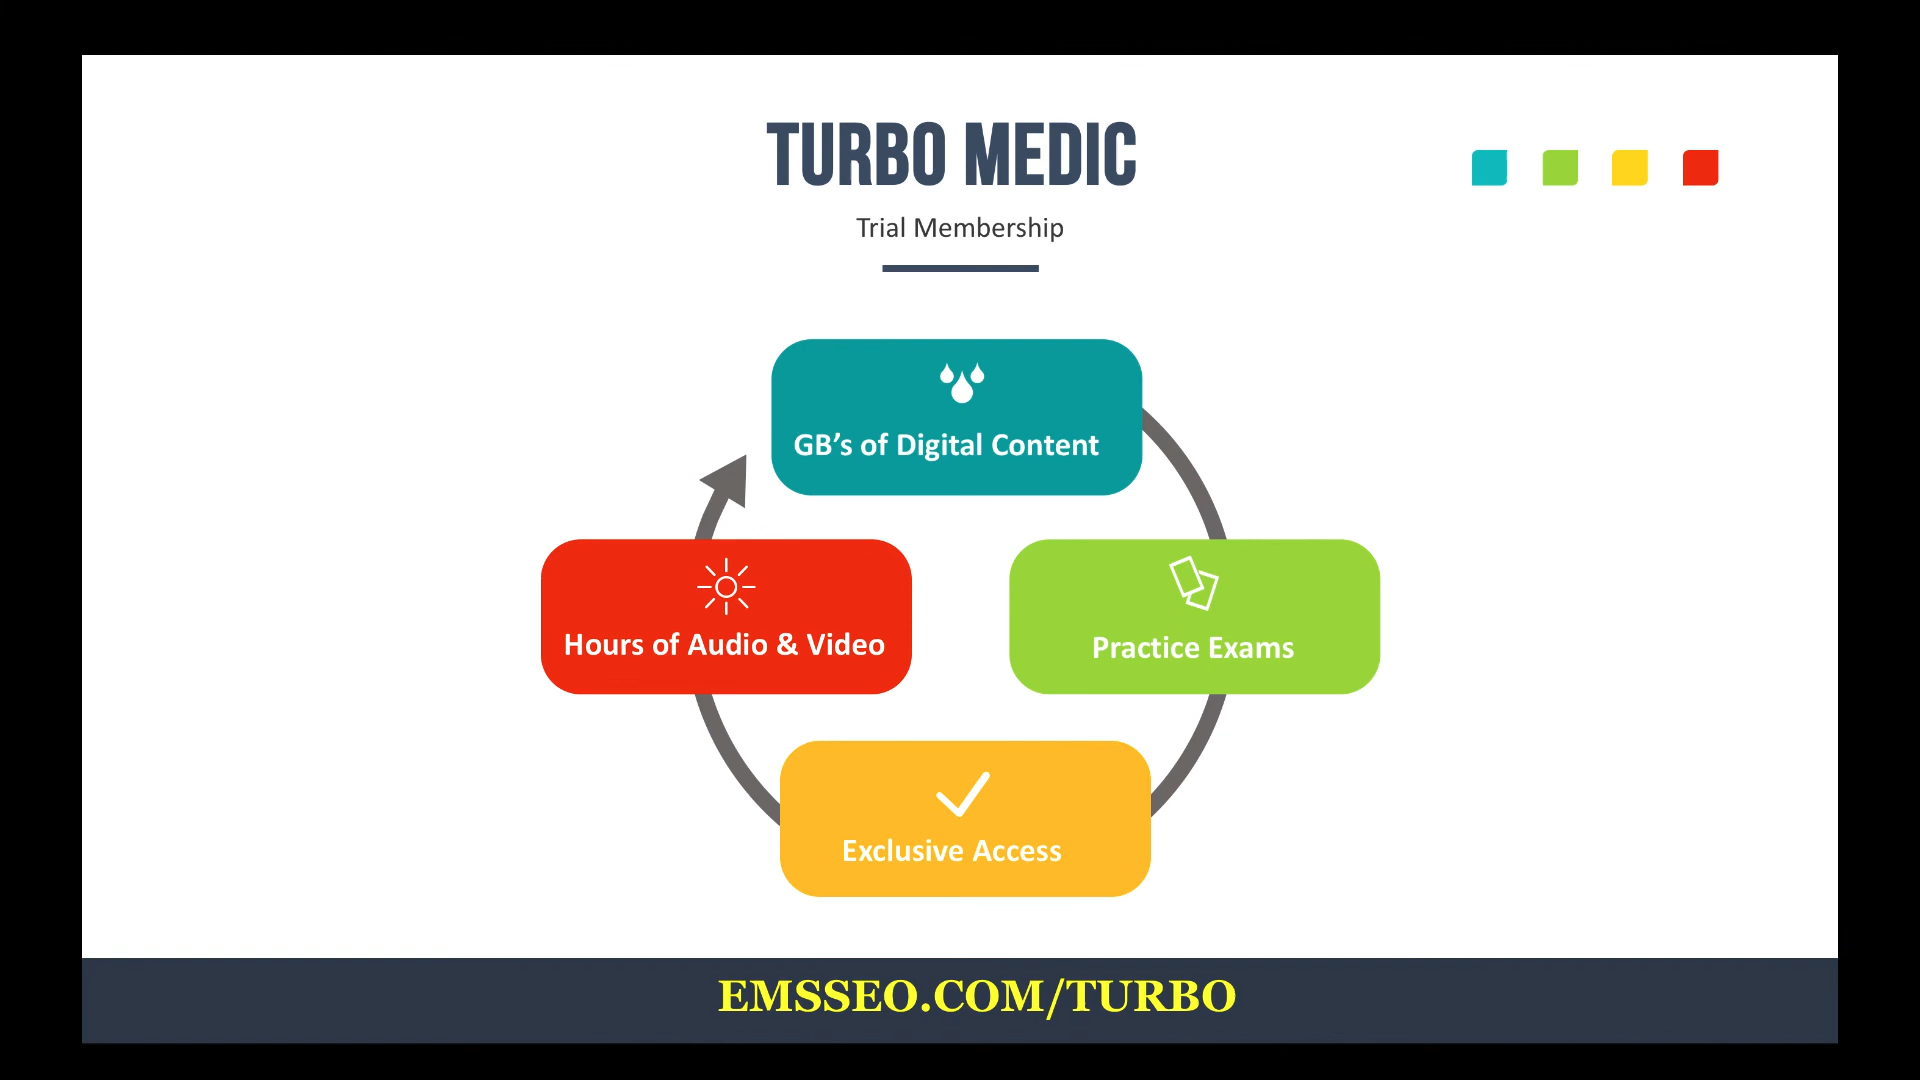 TURBO MEDIC
Trial Membership
GB’s of Digital Content
Hours of Audio & Video
Practice Exams
Exclusive Access
EMSSEO.COM/TURBO